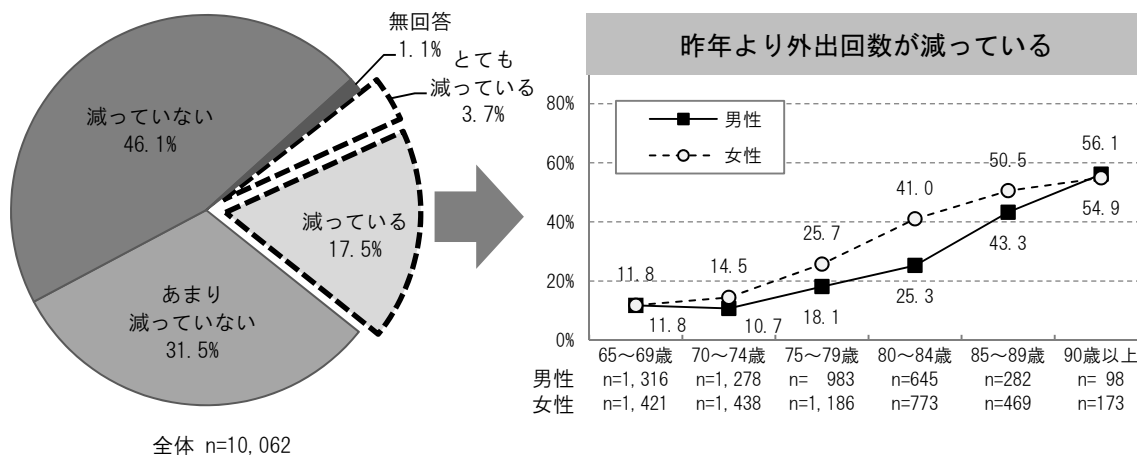 無回答
1.1%
とても
減っている
3.7%
減っていない
46.1%
減っている
17.5%
あまり
減っていない
31.5%
全体 n=10,062
昨年より外出回数が減っている
80%
60%
40%
20%
0%
男性
女性
11.8
14.5
25.7
41.0
50.5
56.1
11.8
10.7
18.1
25.3
43.3
54.9
65～69歳 70～74歳 75～79歳 80～84歳 85～89歳 90歳以上
男性 n=1,316 n=1,278 n= 983 n=645 n=282 n= 98
女性 n=1,421 n=1,438 n=1,186 n=773 n=469 n=173